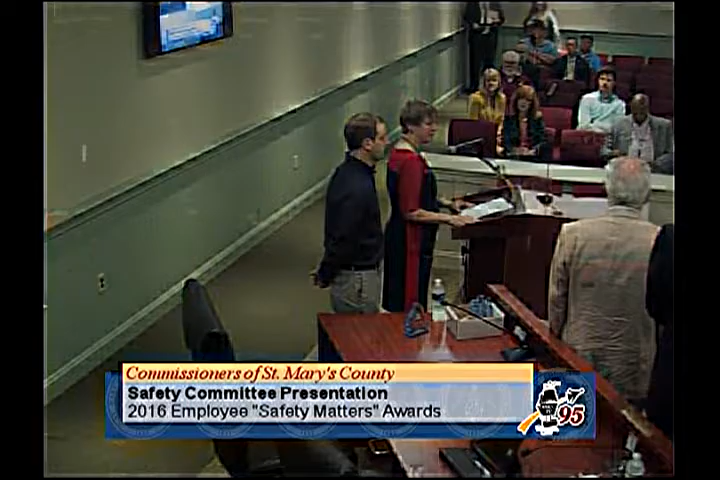 Commissioners of St. Mary's County
Safety Committee Presentation
2016 Employee "Safety Matters" Awards
95